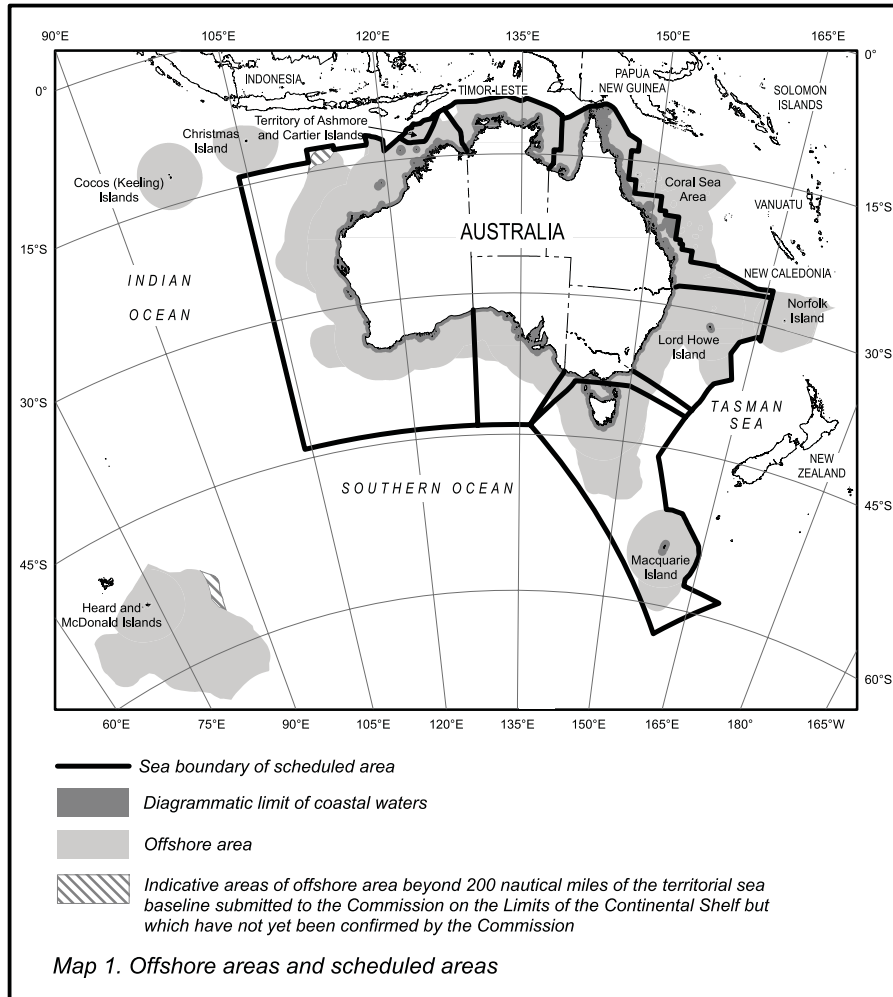 90°E
105°E
120°E
135°E
150°E
165°E
0°
0°
INDONESIA
TIMOR-LESTE
PAPUA
NEW GUINEA
SOLOMON
ISLANDS
Territory of Ashmore
and Cartier Islands
Christmas
Island
Cocos (Keeling)
Islands
Coral Sea
Area
VANUATU
15°S
15°S
AUSTRALIA
INDIAN
OCEAN
NEW CALEDONIA
Norfolk
Island
Lord Howe
Island
30°S
30°S
TASMAN
SEA
NEW
ZEALAND
SOUTHERN OCEAN
45°S
45°S
Macquarie
Island
Heard and
McDonald Islands
60°S
60°E
75°E
90°E
105°E
120°E
135°E
150°E
165°E
180°
165°W
Sea boundary of scheduled area
Diagrammatic limit of coastal waters
Offshore area
Indicative areas of offshore area beyond 200 nautical miles of the territorial sea
baseline submitted to the Commission on the Limits of the Continental Shelf but
which have not yet been confirmed by the Commission
Map 1. Offshore areas and scheduled areas